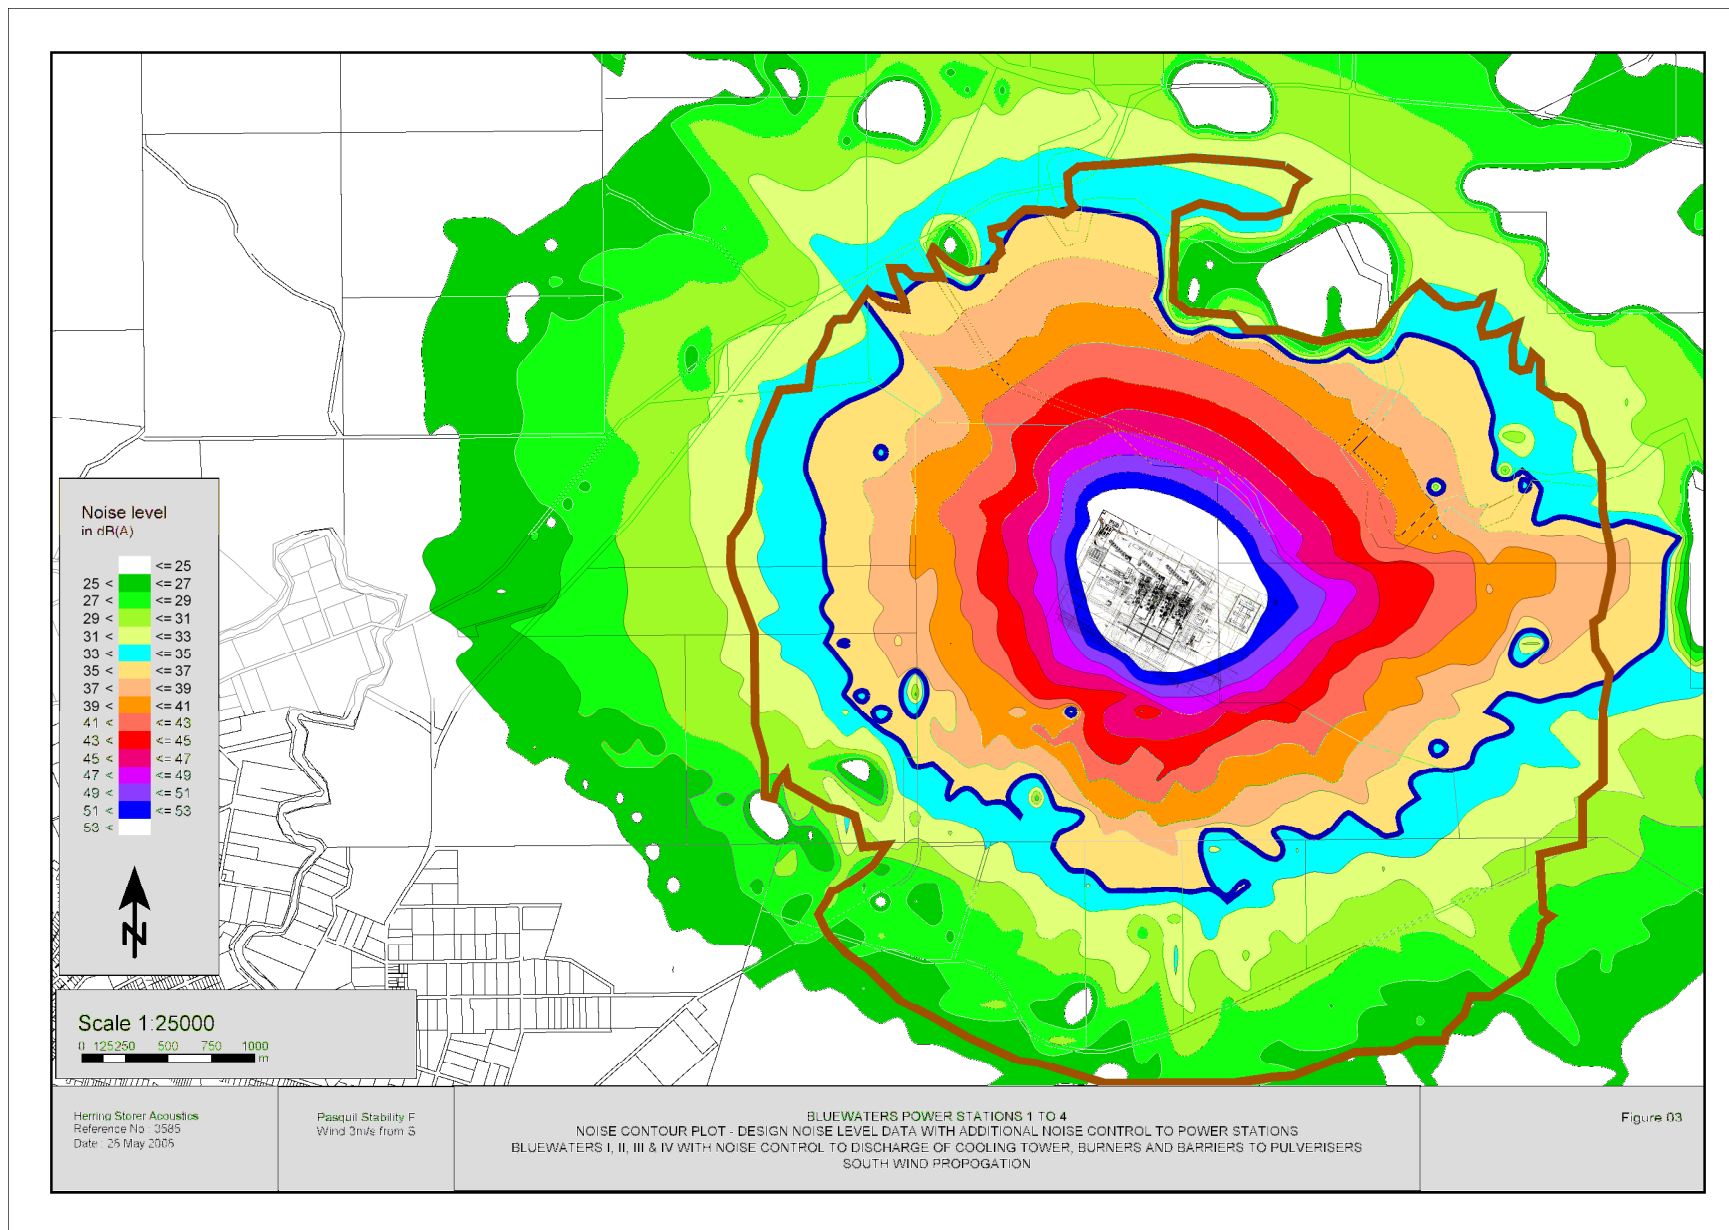 Noise level
in dB(A)
<= 25
25 < <= 27
27 < <= 29
29 < <= 31
31 < <= 33
33 < <= 35
35 < <= 37
37 < <= 39
39 < <= 41
41 < <= 43
43 < <= 45
45 < <= 47
47 < <= 49
49 < <= 51
51 < <= 53
53 <
N
Scale 1:25000
0 125 250 500 750 1000
m
Herring Storer Acoustics
Reference No : 3585
Date : 26 May 2006
Pasquil Stability F
Wind 3m/s from S
BLUEWATERS POWER STATIONS 1 TO 4
NOISE CONTOUR PLOT - DESIGN NOISE LEVEL DATA WITH ADDITIONAL NOISE CONTROL TO POWER STATIONS
BLUEWATERS I, II, III & IV WITH NOISE CONTROL TO DISCHARGE OF COOLING TOWER, BURNERS AND BARRIERS TO PULVERISERS
SOUTH WIND PROPOGATION
Figure 03